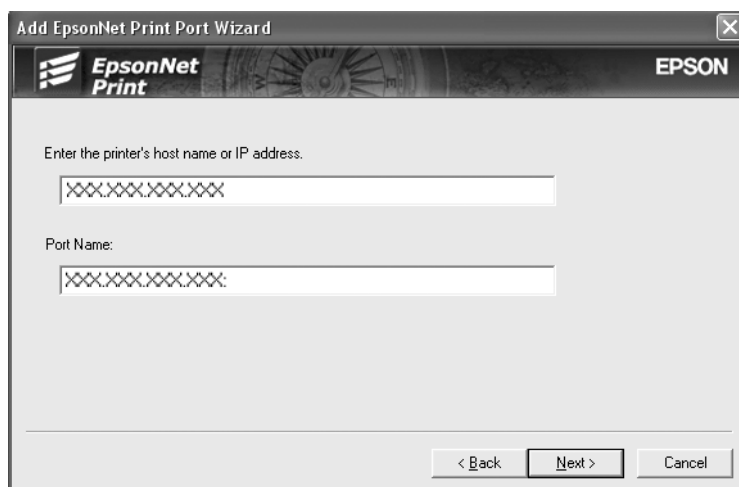 Add EpsonNet Print Port Wizard
EpsonNet
Print
EPSON
Enter the printer's host name or IP address.
XXX.XXX.XXX.XXX
Port Name:
XXX.XXX.XXX.XXX:
< Back
Next >
Cancel